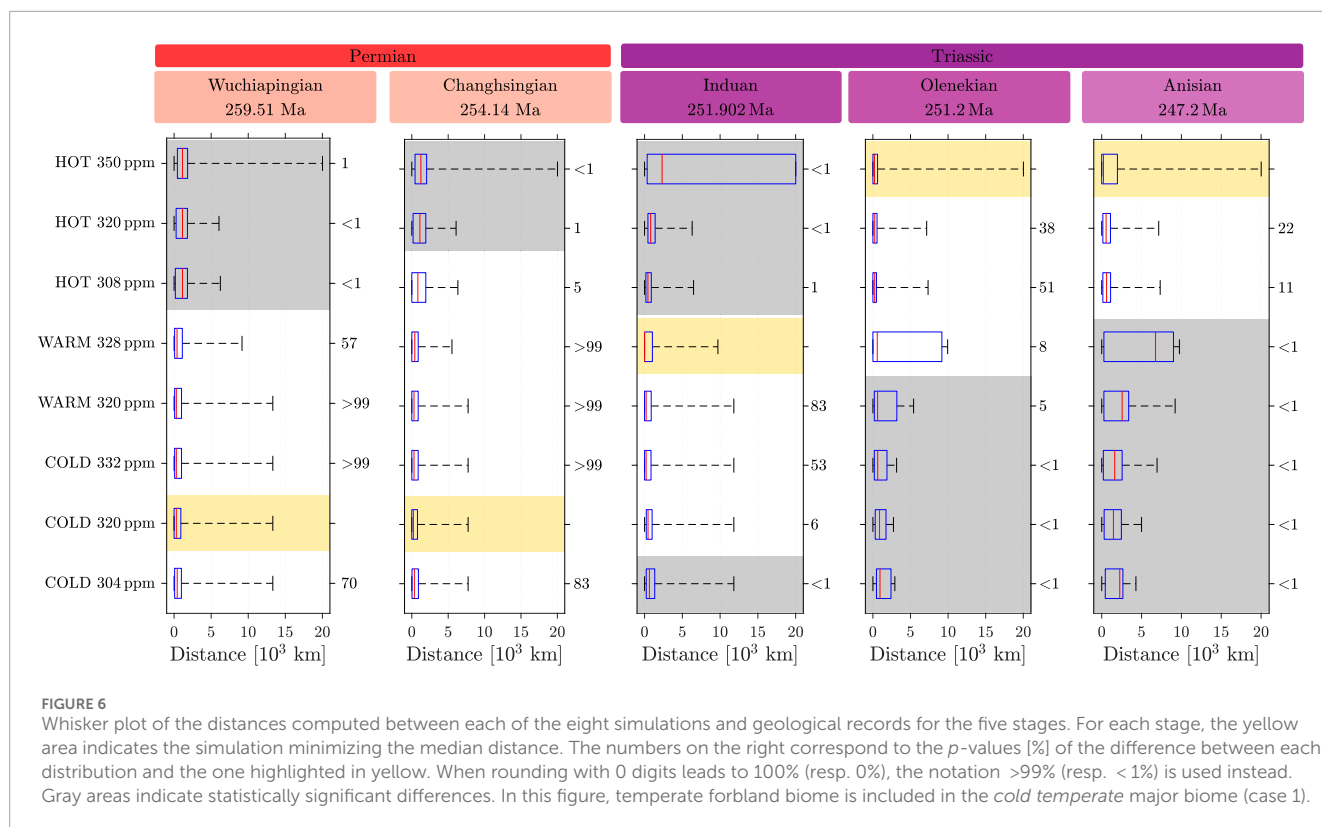 Permian
Triassic
Wuchiapingian
259.51 Ma
Changhsingian
254.14 Ma
Induan
251.902 Ma
Olenekian
251.2 Ma
Anisian
247.2 Ma
HOT 350 ppm
1
<1
<1
HOT 320 ppm
<1
1
<1
38
22
HOT 308 ppm
<1
5
1
51
11
WARM 328 ppm
57
>99
8
<1
WARM 320 ppm
>99
>99
83
5
<1
COLD 332 ppm
>99
>99
53
<1
<1
COLD 320 ppm
6
<1
<1
COLD 304 ppm
70
83
<1
<1
<1
0 5 10 15 20
0 5 10 15 20
0 5 10 15 20
0 5 10 15 20
0 5 10 15 20
Distance [10³ km]
Distance [10³ km]
Distance [10³ km]
Distance [10³ km]
Distance [10³ km]
FIGURE 6
Whisker plot of the distances computed between each of the eight simulations and geological records for the five stages. For each stage, the yellow
area indicates the simulation minimizing the median distance. The numbers on the right correspond to the p-values [%] of the difference between each
distribution and the one highlighted in yellow. When rounding with 0 digits leads to 100% (resp. 0%), the notation >99% (resp. < 1%) is used instead.
Gray areas indicate statistically significant differences. In this figure, temperate forbland biome is included in the cold temperate major biome (case 1).